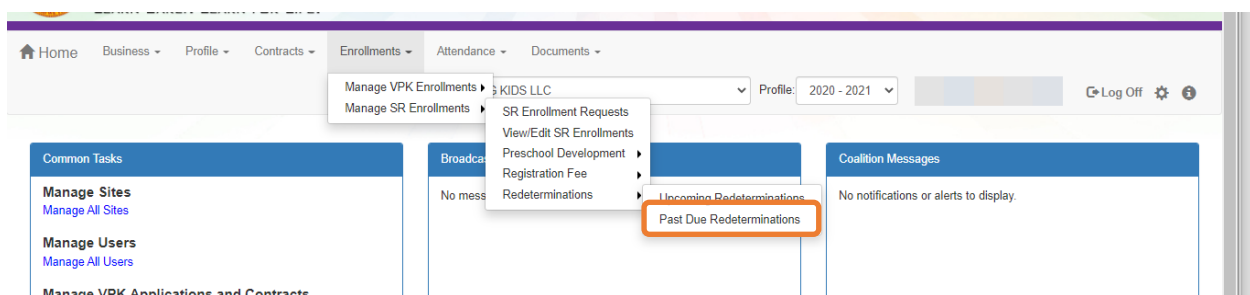 Home Business Profile Contracts Enrollments Attendance Documents
Manage VPK Enrollments
KIDS LLC
Profile: 2020 - 2021
Log Off
Manage SR Enrollments
SR Enrollment Requests
View/Edit SR Enrollments
Preschool Development
Registration Fee
Redeterminations
Upcoming Redeterminations
Past Due Redeterminations
Common Tasks
Manage Sites
Manage All Sites
Manage Users
Manage All Users
Manage VPK Applications and Contracts
Broadcas
No mess
Coalition Messages
No notifications or alerts to display.